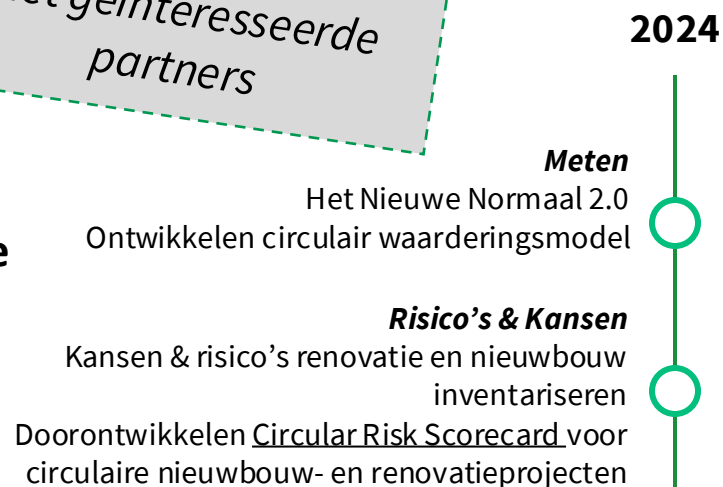 geïnteresseerde
partners
2024
Meten
Het Nieuwe Normaal 2.0
Ontwikkelen circulair waarderingsmodel
Risico’s & Kansen
Kansen & risico’s renovatie en nieuwbouw
inventariseren
Doorontwikkelen Circular Risk Scorecard voor
circulaire nieuwbouw- en renovatieprojecten